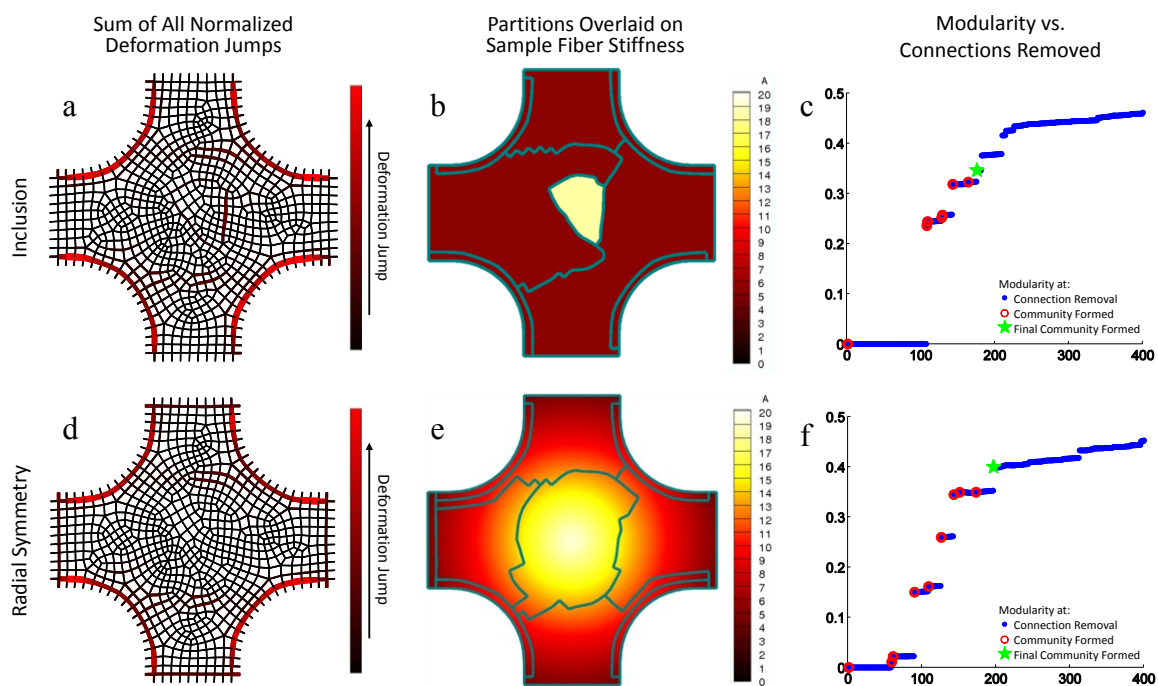 Sum of All Normalized
Deformation Jumps
Partitions Overlaid on
Sample Fiber Stiffness
Modularity vs.
Connections Removed
Inclusion
a
Deformation Jump
b
A
20
19
18
17
16
15
14
13
12
11
10
9
8
7
6
5
4
3
2
1
0
c
0.5
0.4
0.3
0.2
0.1
0
0
100
200
300
400
Modularity at:
Connection Removal
Community Formed
Final Community Formed
Radial Symmetry
d
Deformation Jump
e
A
20
19
18
17
16
15
14
13
12
11
10
9
8
7
6
5
4
3
2
1
0
f
0.5
0.4
0.3
0.2
0.1
0
0
100
200
300
400
Modularity at:
Connection Removal
Community Formed
Final Community Formed